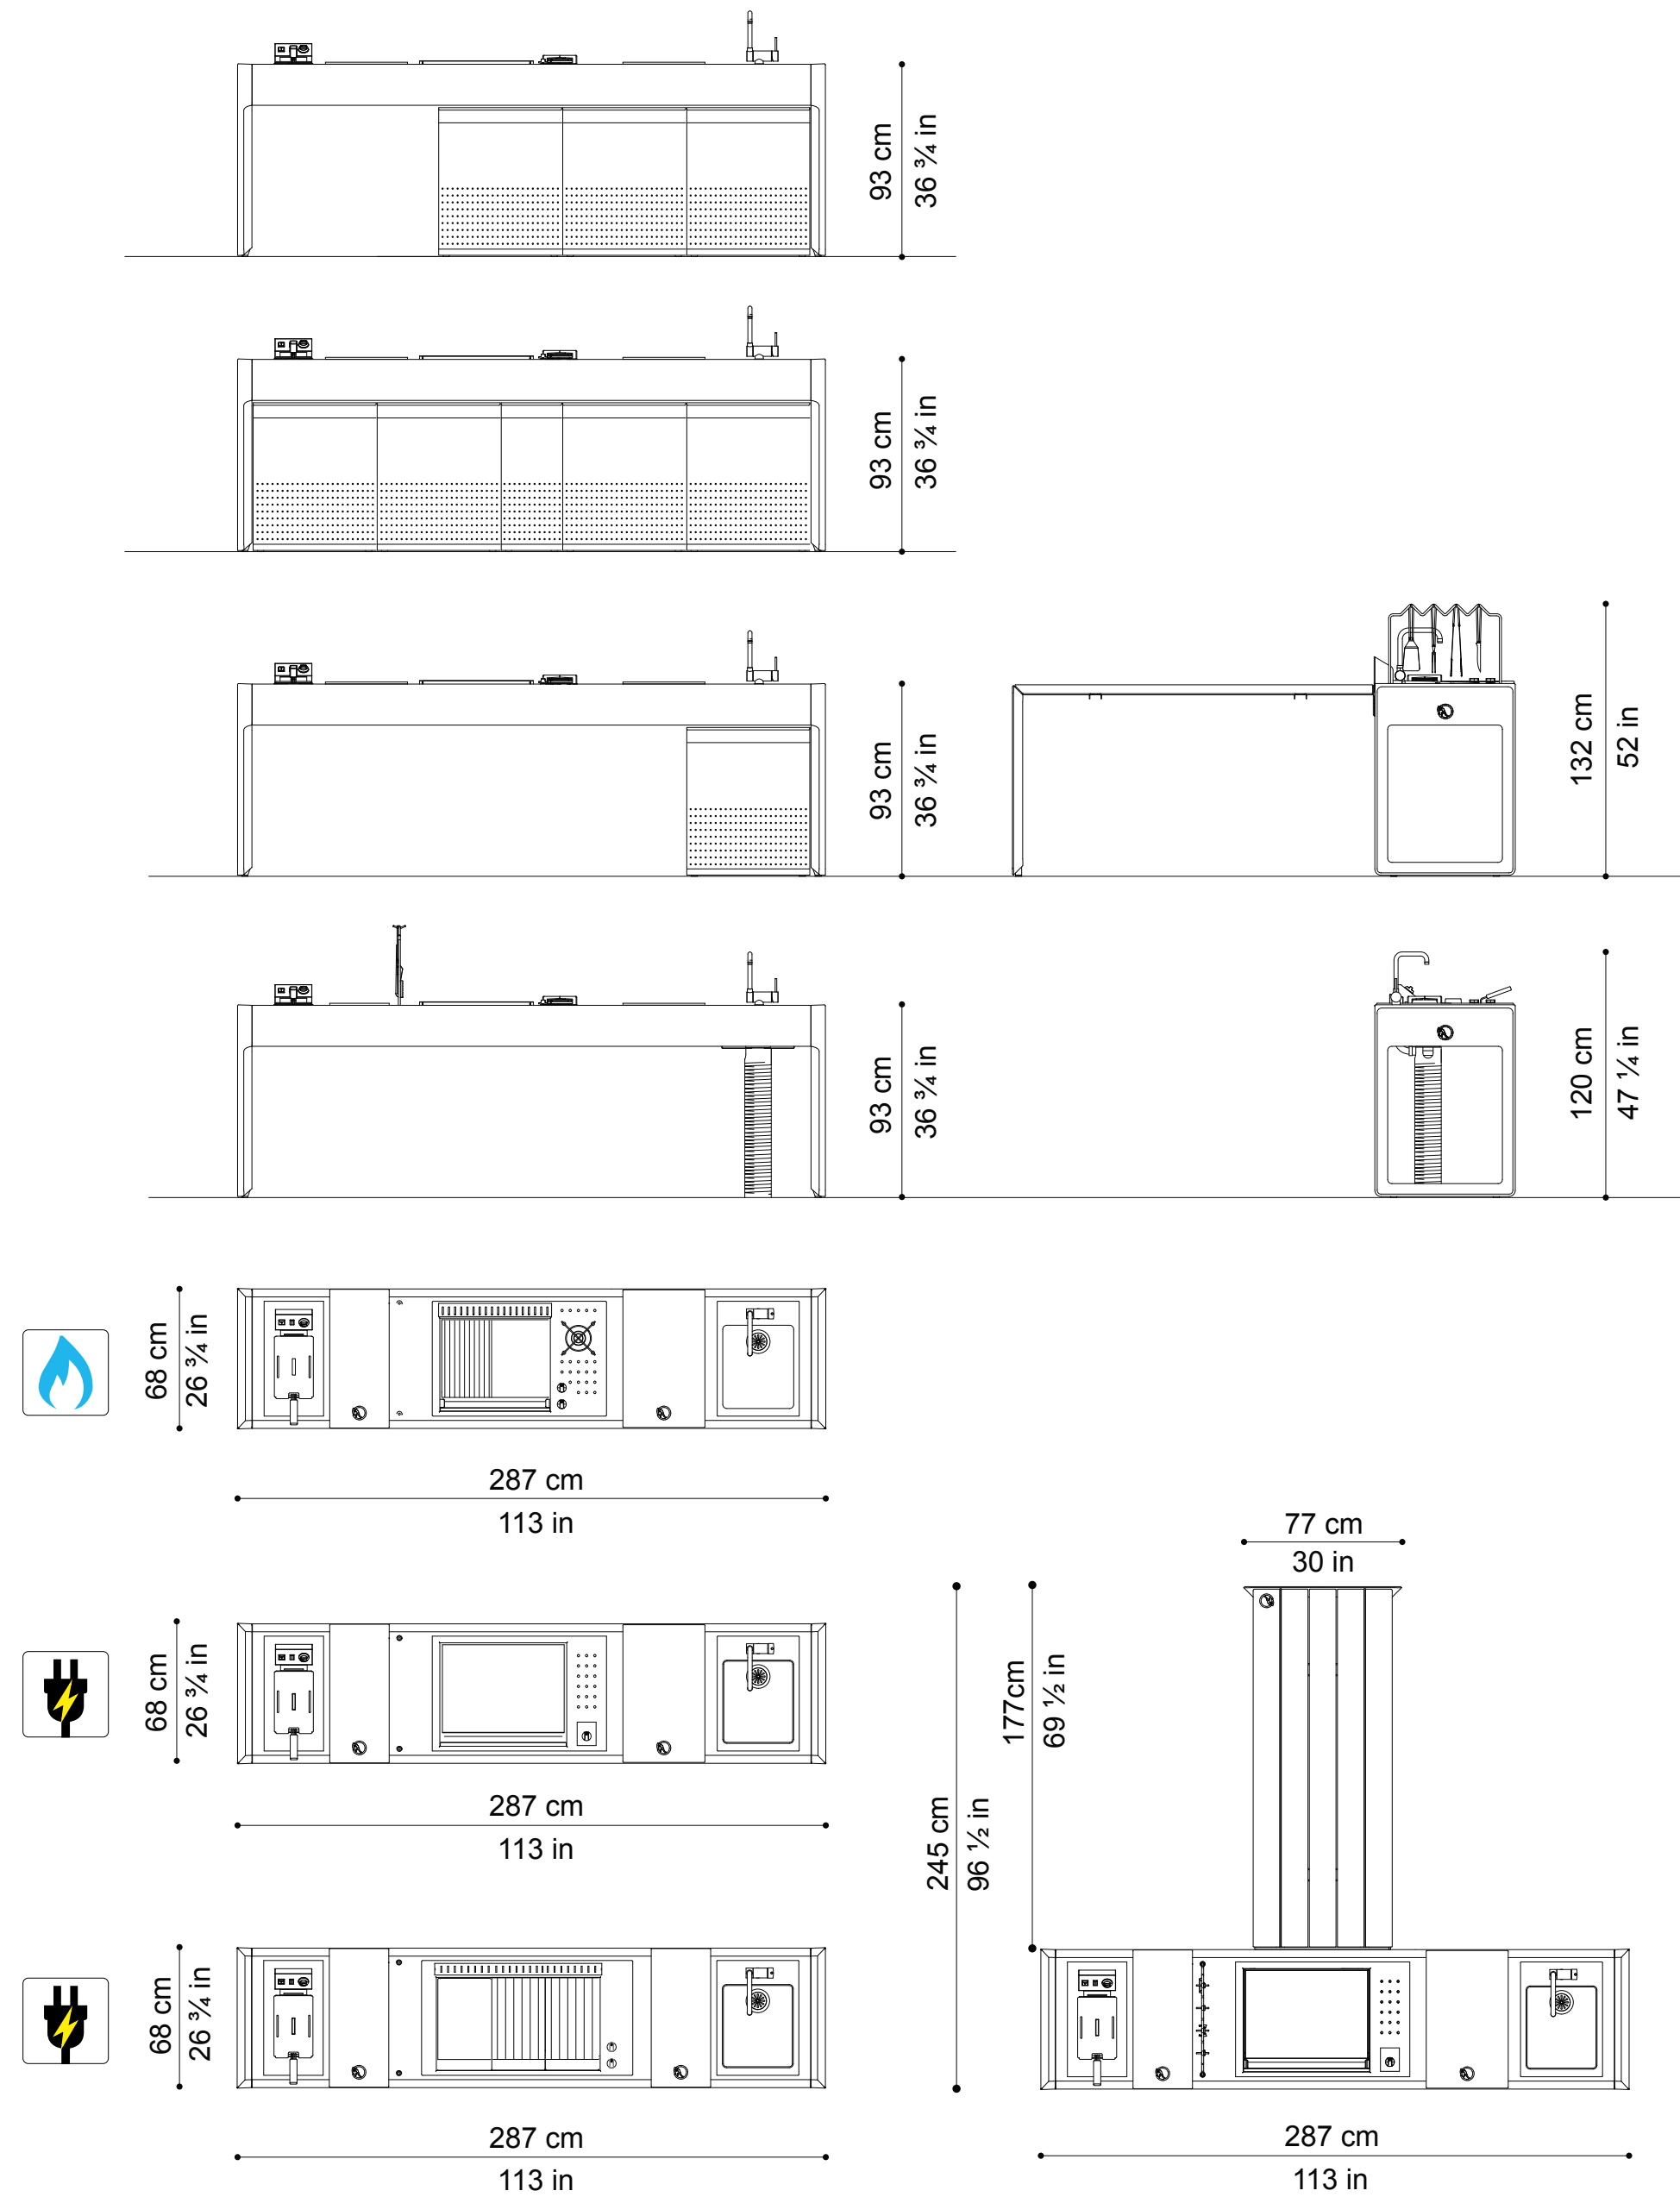 93 cm
36 ¾ in
93 cm
36 ¾ in
93 cm
36 ¾ in
132 cm
52 in
93 cm
36 ¾ in
120 cm
47 ¼ in
68 cm
26 ¾ in
287 cm
113 in
77 cm
30 in
68 cm
26 ¾ in
177cm
69 ½ in
287 cm
113 in
245 cm
96 ½ in
68 cm
26 ¾ in
287 cm
113 in
287 cm
113 in